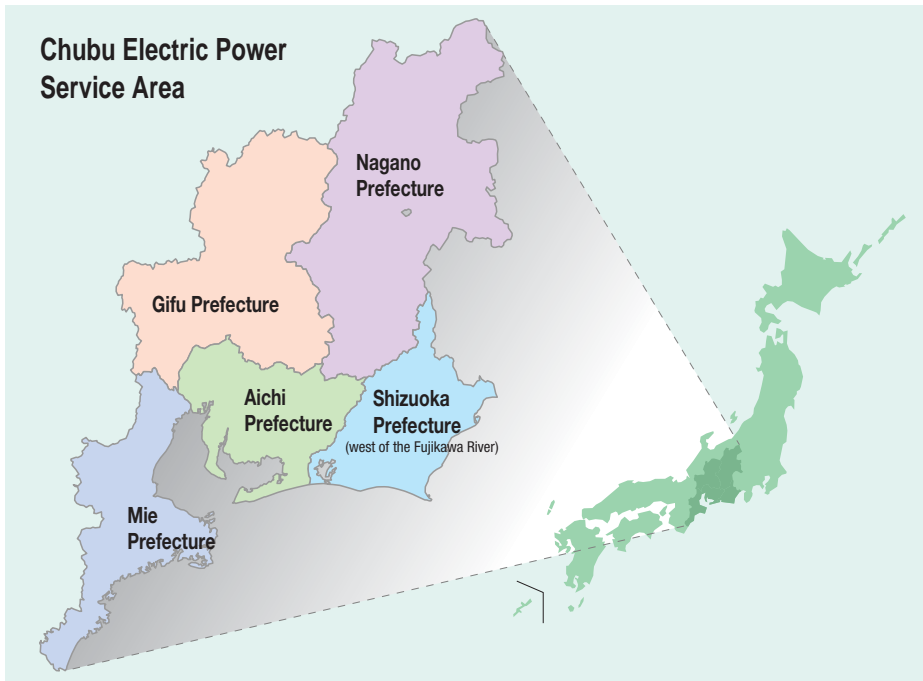 Chubu Electric Power
Service Area
Nagano
Prefecture
Gifu Prefecture
Aichi
Prefecture
Shizuoka
Prefecture
(west of the Fujikawa River)
Mie
Prefecture